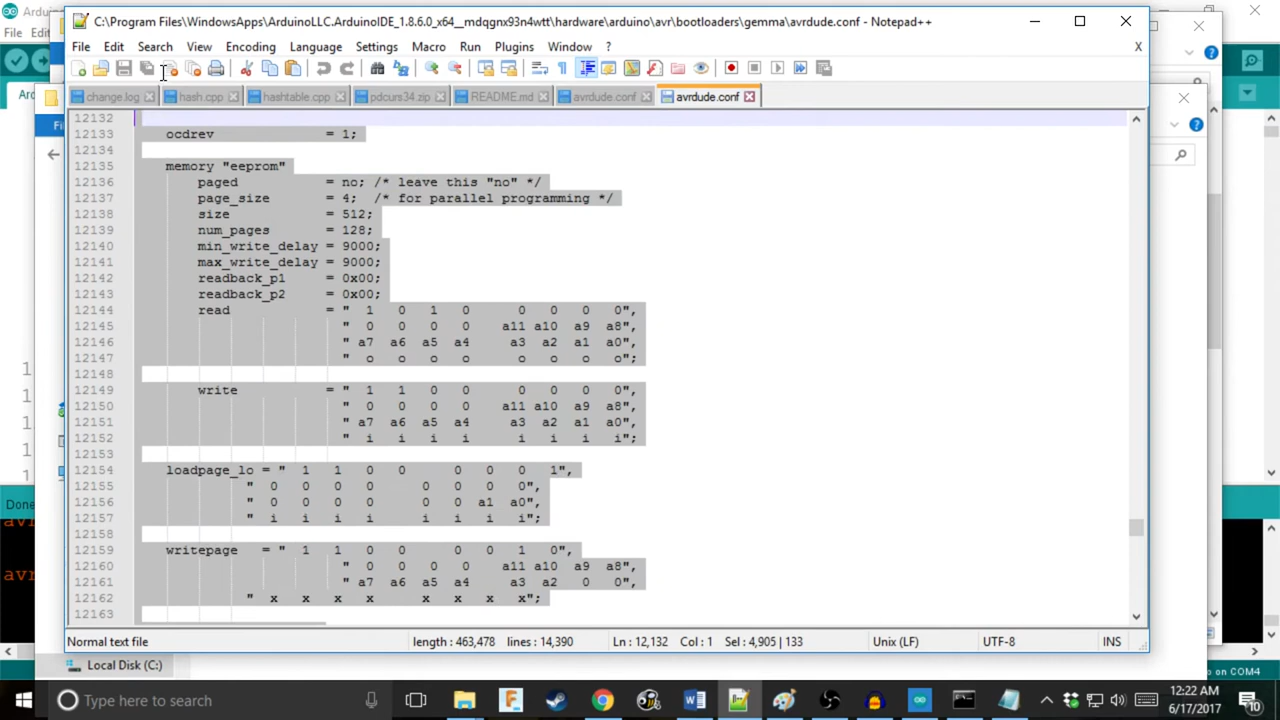 C:\Program Files\WindowsApps\ArduinoLLC.ArduinoIDE_1.8.6.0_x64__mdqgnx93n4wtt\hardware\arduino\avr\bootloaders\gemma\avrdude.conf - Notepad++
File Edit Search View Encoding Language Settings Macro Run Plugins Window ? X
change.log hash.cpp hashtable.cpp pdcurs34.zip README.md avrdude.conf avrdude.conf
12132
12133 ocdrev = 1;
12134
12135 memory "eeprom"
12136 paged = no; /* leave this "no" */
12137 page_size = 4; /* for parallel programming */
12138 size = 512;
12139 num_pages = 128;
12140 min_write_delay = 9000;
12141 max_write_delay = 9000;
12142 readback_p1 = 0x00;
12143 readback_p2 = 0x00;
12144 read = " 1 0 1 0 0 0 0 0",
12145 " 0 0 0 0 a11 a10 a9 a8",
12146 " a7 a6 a5 a4 a3 a2 a1 a0",
12147 " o o o o o o o o";
12148
12149 write = " 1 1 0 0 0 0 0 0",
12150 " 0 0 0 0 a11 a10 a9 a8",
12151 " a7 a6 a5 a4 a3 a2 a1 a0",
12152 " i i i i i i i i";
12153
12154 loadpage_lo = " 1 1 0 0 0 0 0 1",
12155 " 0 0 0 0 0 0 0 0",
12156 " 0 0 0 0 0 0 a1 a0",
12157 " i i i i i i i i";
12158
12159 writepage = " 1 1 0 0 0 0 1 0",
12160 " 0 0 0 0 a11 a10 a9 a8",
12161 " a7 a6 a5 a4 a3 a2 0 0",
12162 " x x x x x x x x";
12163
Normal text file length : 463,478 lines : 14,390 Ln : 12,132 Col : 1 Sel : 4,905 | 133 Unix (LF) UTF-8 INS
Local Disk (C:)
on COM4
Type here to search
12:22 AM
6/17/2017
10